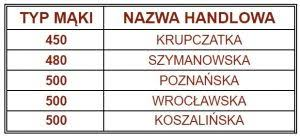 TYP MĄKI NAZWA HANDLOWA
450 KRUPCZATKA
480 SZYMANOWSKA
500 POZNAŃSKA
500 WROCŁAWSKA
500 KOSZALIŃSKA